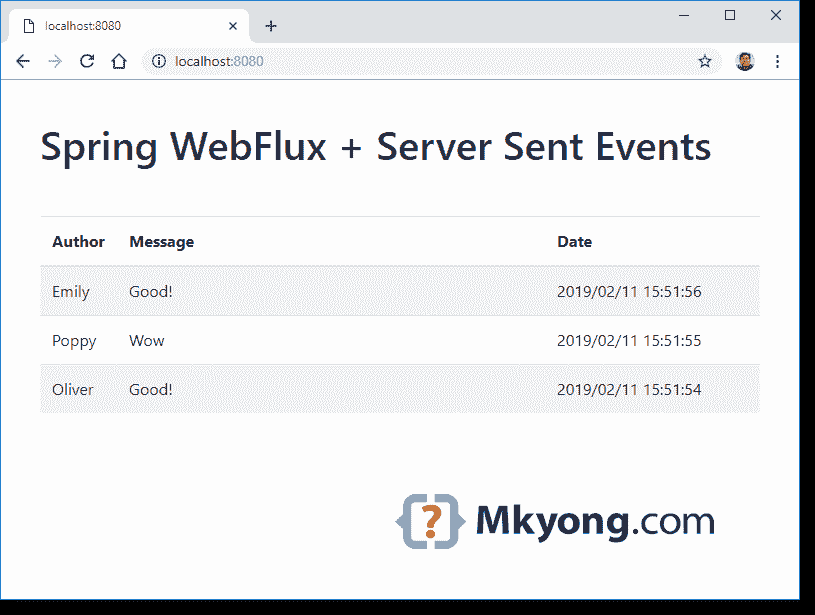 localhost:8080
localhost:8080
Spring WebFlux + Server Sent Events
Author Message Date
Emily Good! 2019/02/11 15:51:56
Poppy Wow 2019/02/11 15:51:55
Oliver Good! 2019/02/11 15:51:54
{?} Mkyong.com